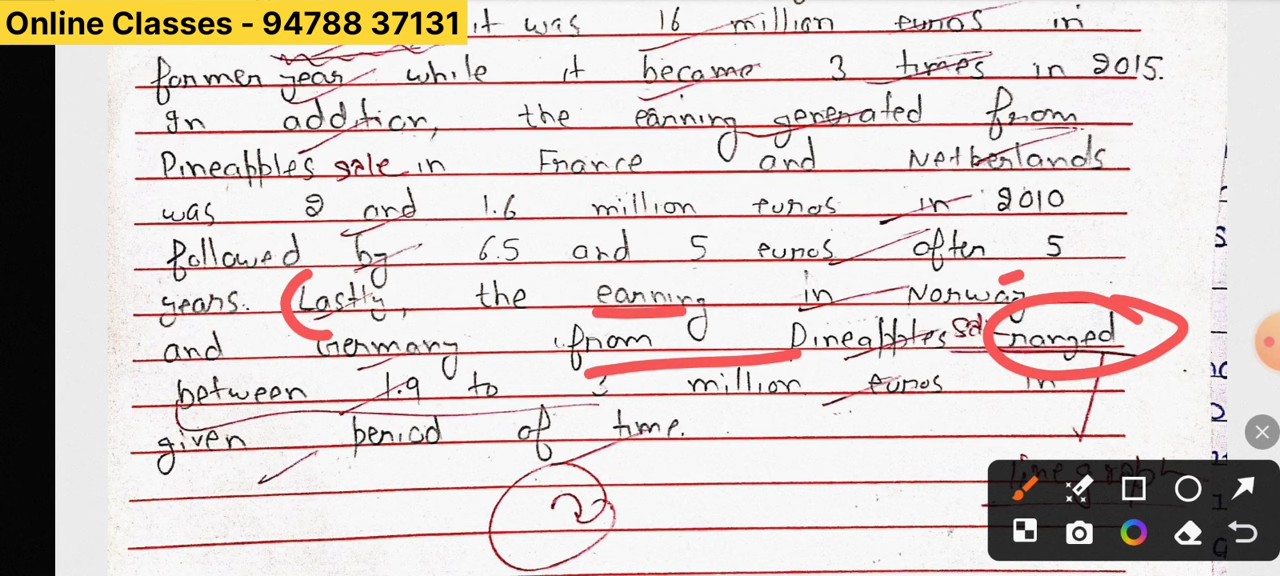 Online Classes - 94788 37131
it was 16 million euros in
former year while it became 3 times in 2015.
In addition, the earning generated from
Pineapples sale in France and Netherlands
was 2 and 1.6 million euros in 2010
followed by 6.5 and 5 euros after 5
years. Lastly, the earning in Norway
and Germany from Pineapples ranged
between 1.9 to 3 million euros in
given period of time.
line graph